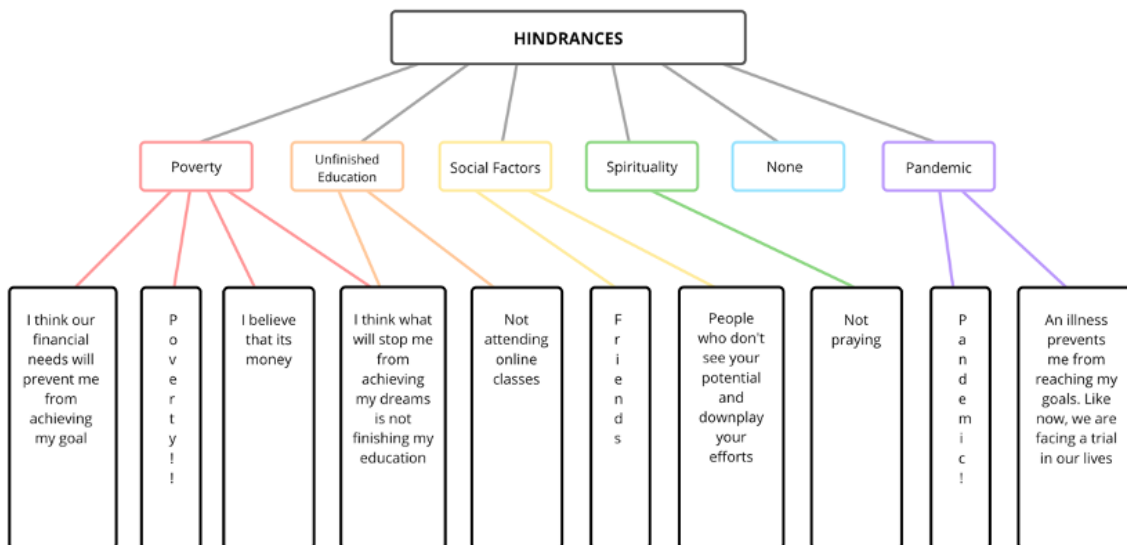 HINDRANCES
Poverty
Unfinished
Education
Social Factors
Spirituality
None
Pandemic
I think our
financial
needs will
prevent me
from
achieving
my goal
P
o
v
e
r
t
y
!
!
I believe
that its
money
I think what
will stop me
from
achieving
my dreams
is not
finishing my
education
Not
attending
online
classes
F
r
i
e
n
d
s
People
who don't
see your
potential
and
downplay
your
efforts
Not
praying
P
a
n
d
e
m
i
c
!
An illness
prevents
me from
reaching my
goals. Like
now, we are
facing a trial
in our lives